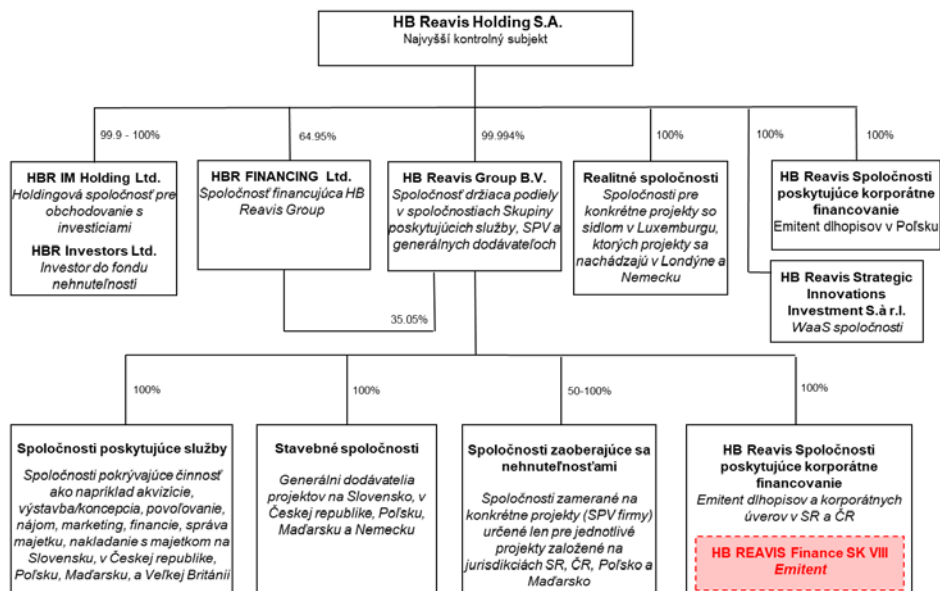 HB Reavis Holding S.A.
Najvyšší kontrolný subjekt
99.9 - 100%
64.95%
99.994%
100%
100%
100%
HBR IM Holding Ltd.
Holdingová spoločnosť pre
obchodovanie s
investíciami
HBR Investors Ltd.
Investor do fondu
nehnuteľností
HBR FINANCING Ltd.
Spoločnosť financujúca HB
Reavis Group
HB Reavis Group B.V.
Spoločnosť držiaca podiely
v spoločnostiach Skupiny
poskytujúcich služby, SPV a
generálnych dodávateľoch
Realitné spoločnosti
Spoločnosti pre
konkrétne projekty so
sídlom v Luxemburgu,
ktorých projekty sa
nachádzajú v Londýne a
Nemecku
HB Reavis Spoločnosti
poskytujúce korporátne
financovanie
Emitent dlhopisov v Poľsku
HB Reavis Strategic
Innovations
Investment S.à r.l.
WaaS spoločnosti
35.05%
100%
100%
50-100%
100%
Spoločnosti poskytujúce služby
Spoločnosti pokrývajúce činnosť
ako napríklad akvizície,
výstavba/koncepcia, povoľovanie,
nájom, marketing, financie, správa
majetku, nakladanie s majetkom na
Slovensku, v Českej republike,
Poľsku, Maďarsku, a Veľkej Británii
Stavebné spoločnosti
Generálni dodávatelia
projektov na Slovensko, v
Českej republike, Poľsku,
Maďarsku a Nemecku
Spoločnosti zaoberajúce sa
nehnuteľnosťami
Spoločnosti zamerané na
konkrétne projekty (SPV firmy)
určené len pre jednotlivé
projekty založené na
jurisdikciách SR, ČR, Poľsko a
Maďarsko
HB Reavis Spoločnosti
poskytujúce korporátne
financovanie
Emitent dlhopisov a korporátnych
úverov v SR a ČR
HB REAVIS Finance SK VIII
Emitent